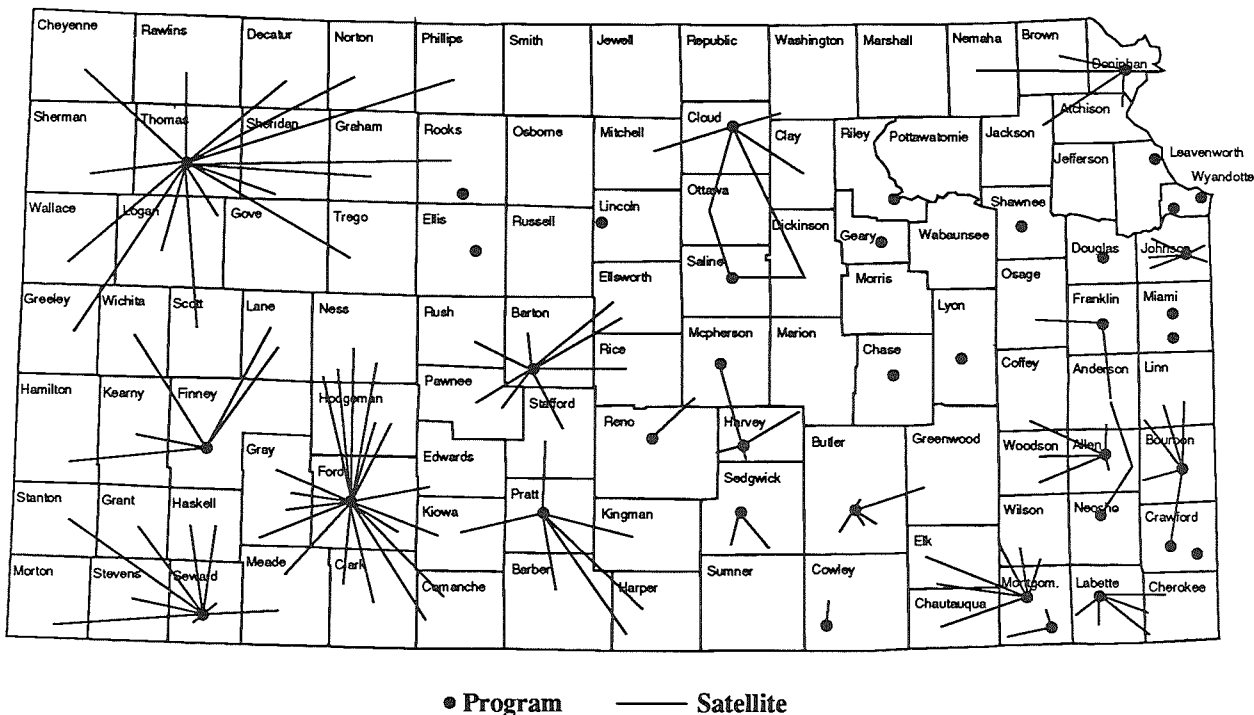 Cheyenne
Rawlins
Decatur
Norton
Phillips
Smith
Jewell
Republic
Washington
Marshall
Nemaha
Brown
Doniphan
Sherman
Thomas
Sheridan
Graham
Rooks
Osborne
Mitchell
Cloud
Clay
Riley
Pottawatomie
Jackson
Atchison
Jefferson
Leavenworth
Wyandotte
Wallace
Logan
Gove
Trego
Ellis
Russell
Lincoln
Ottawa
Dickinson
Geary
Wabaunsee
Shawnee
Douglas
Johnson
Ellsworth
Saline
Morris
Osage
Greeley
Wichita
Scott
Lane
Ness
Rush
Barton
Rice
Mcpherson
Marion
Chase
Lyon
Franklin
Miami
Hamilton
Kearny
Finney
Hodgeman
Pawnee
Stafford
Coffey
Anderson
Linn
Gray
Ford
Edwards
Reno
Harvey
Butler
Greenwood
Woodson
Allen
Bourbon
Stanton
Grant
Haskell
Kiowa
Pratt
Kingman
Sedgwick
Wilson
Neosho
Crawford
Morton
Stevens
Seward
Meade
Clark
Comanche
Barber
Harper
Sumner
Cowley
Elk
Chautauqua
Montgom.
Labette
Cherokee
Program
Satellite